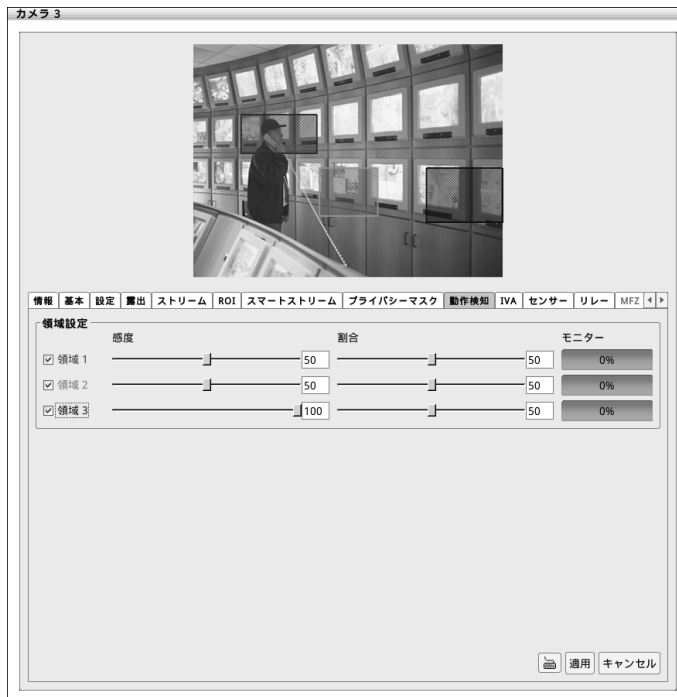 カメラ 3
情報 基本 設定 露出 ストリーム ROI スマートストリーム プライバシーマスク 動作検知 IVA センサー リレー MFZ
領域設定
感度 割合 モニター
領域 1 50 50 0%
領域 2 50 50 0%
領域 3 100 50 0%
適用 キャンセル